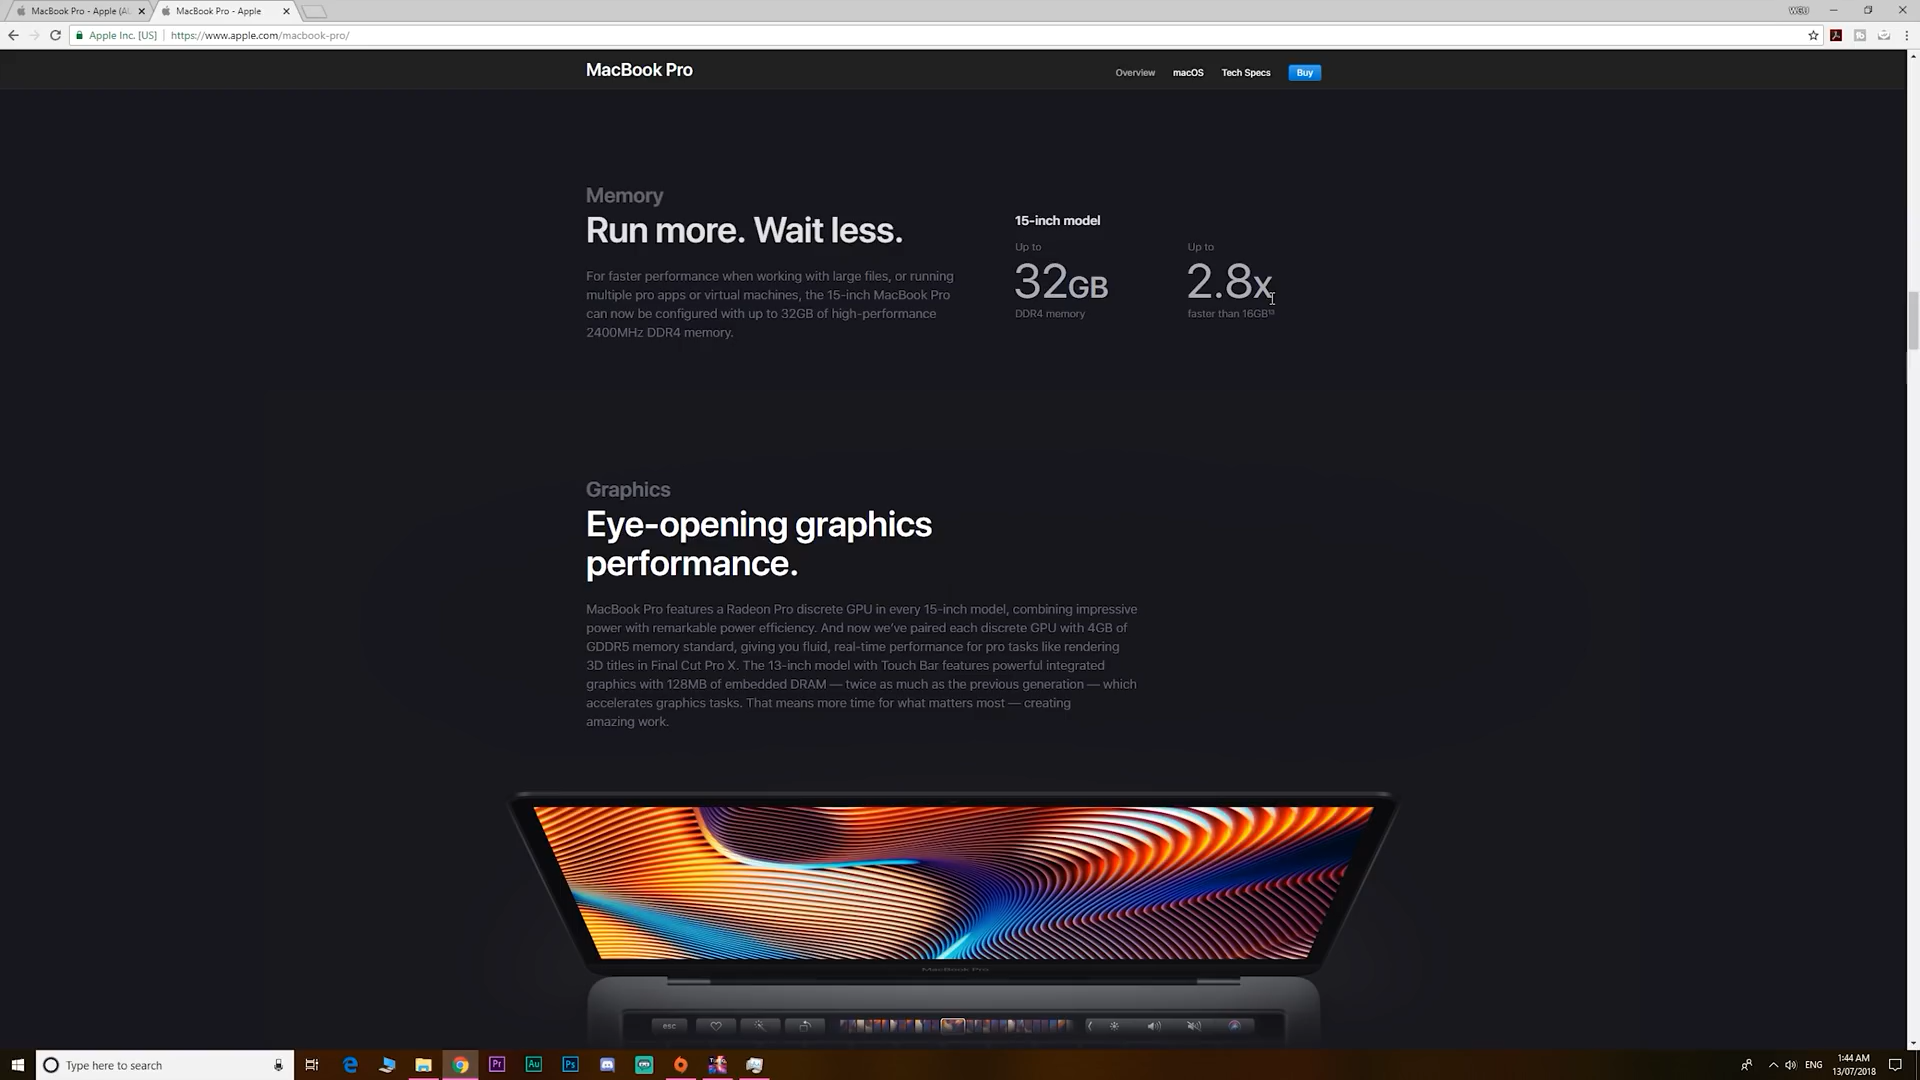 MacBook Pro - Apple (A
MacBook Pro - Apple
WGU
Apple Inc. [US]
https://www.apple.com/macbook-pro/
MacBook Pro
Overview
macOS
Tech Specs
Buy
Memory
Run more. Wait less.
For faster performance when working with large files, or running
multiple pro apps or virtual machines, the 15-inch MacBook Pro
can now be configured with up to 32GB of high-performance
2400MHz DDR4 memory.
15-inch model
Up to
32GB
DDR4 memory
Up to
2.8x
faster than 16GB¹³
Graphics
Eye-opening graphics
performance.
MacBook Pro features a Radeon Pro discrete GPU in every 15-inch model, combining impressive
power with remarkable power efficiency. And now we’ve paired each discrete GPU with 4GB of
GDDR5 memory standard, giving you fluid, real-time performance for pro tasks like rendering
3D titles in Final Cut Pro X. The 13-inch model with Touch Bar features powerful integrated
graphics with 128MB of embedded DRAM — twice as much as the previous generation — which
accelerates graphics tasks. That means more time for what matters most — creating
amazing work.
MacBook Pro
esc
Type here to search
Pr
Au
Ps
ENG
1:44 AM
13/07/2018